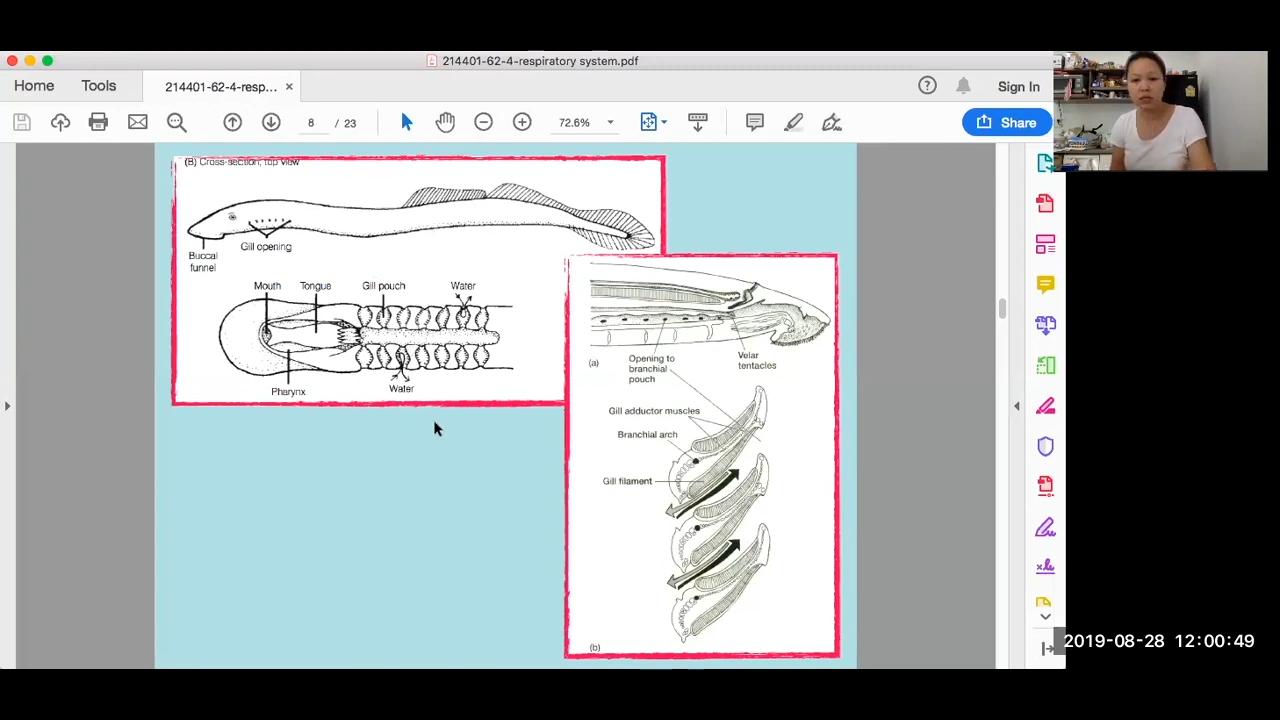 214401-62-4-respiratory system.pdf
Home
Tools
214401-62-4-resp...
Sign In
8 / 23
72.6%
Share
(B) Cross-section, top view
Gill opening
Buccal
funnel
Mouth
Tongue
Gill pouch
Water
Pharynx
Water
(a)
Opening to
branchial
pouch
Velar
tentacles
Gill adductor muscles
Branchial arch
Gill filament
(b)
2019-08-28 12:00:49